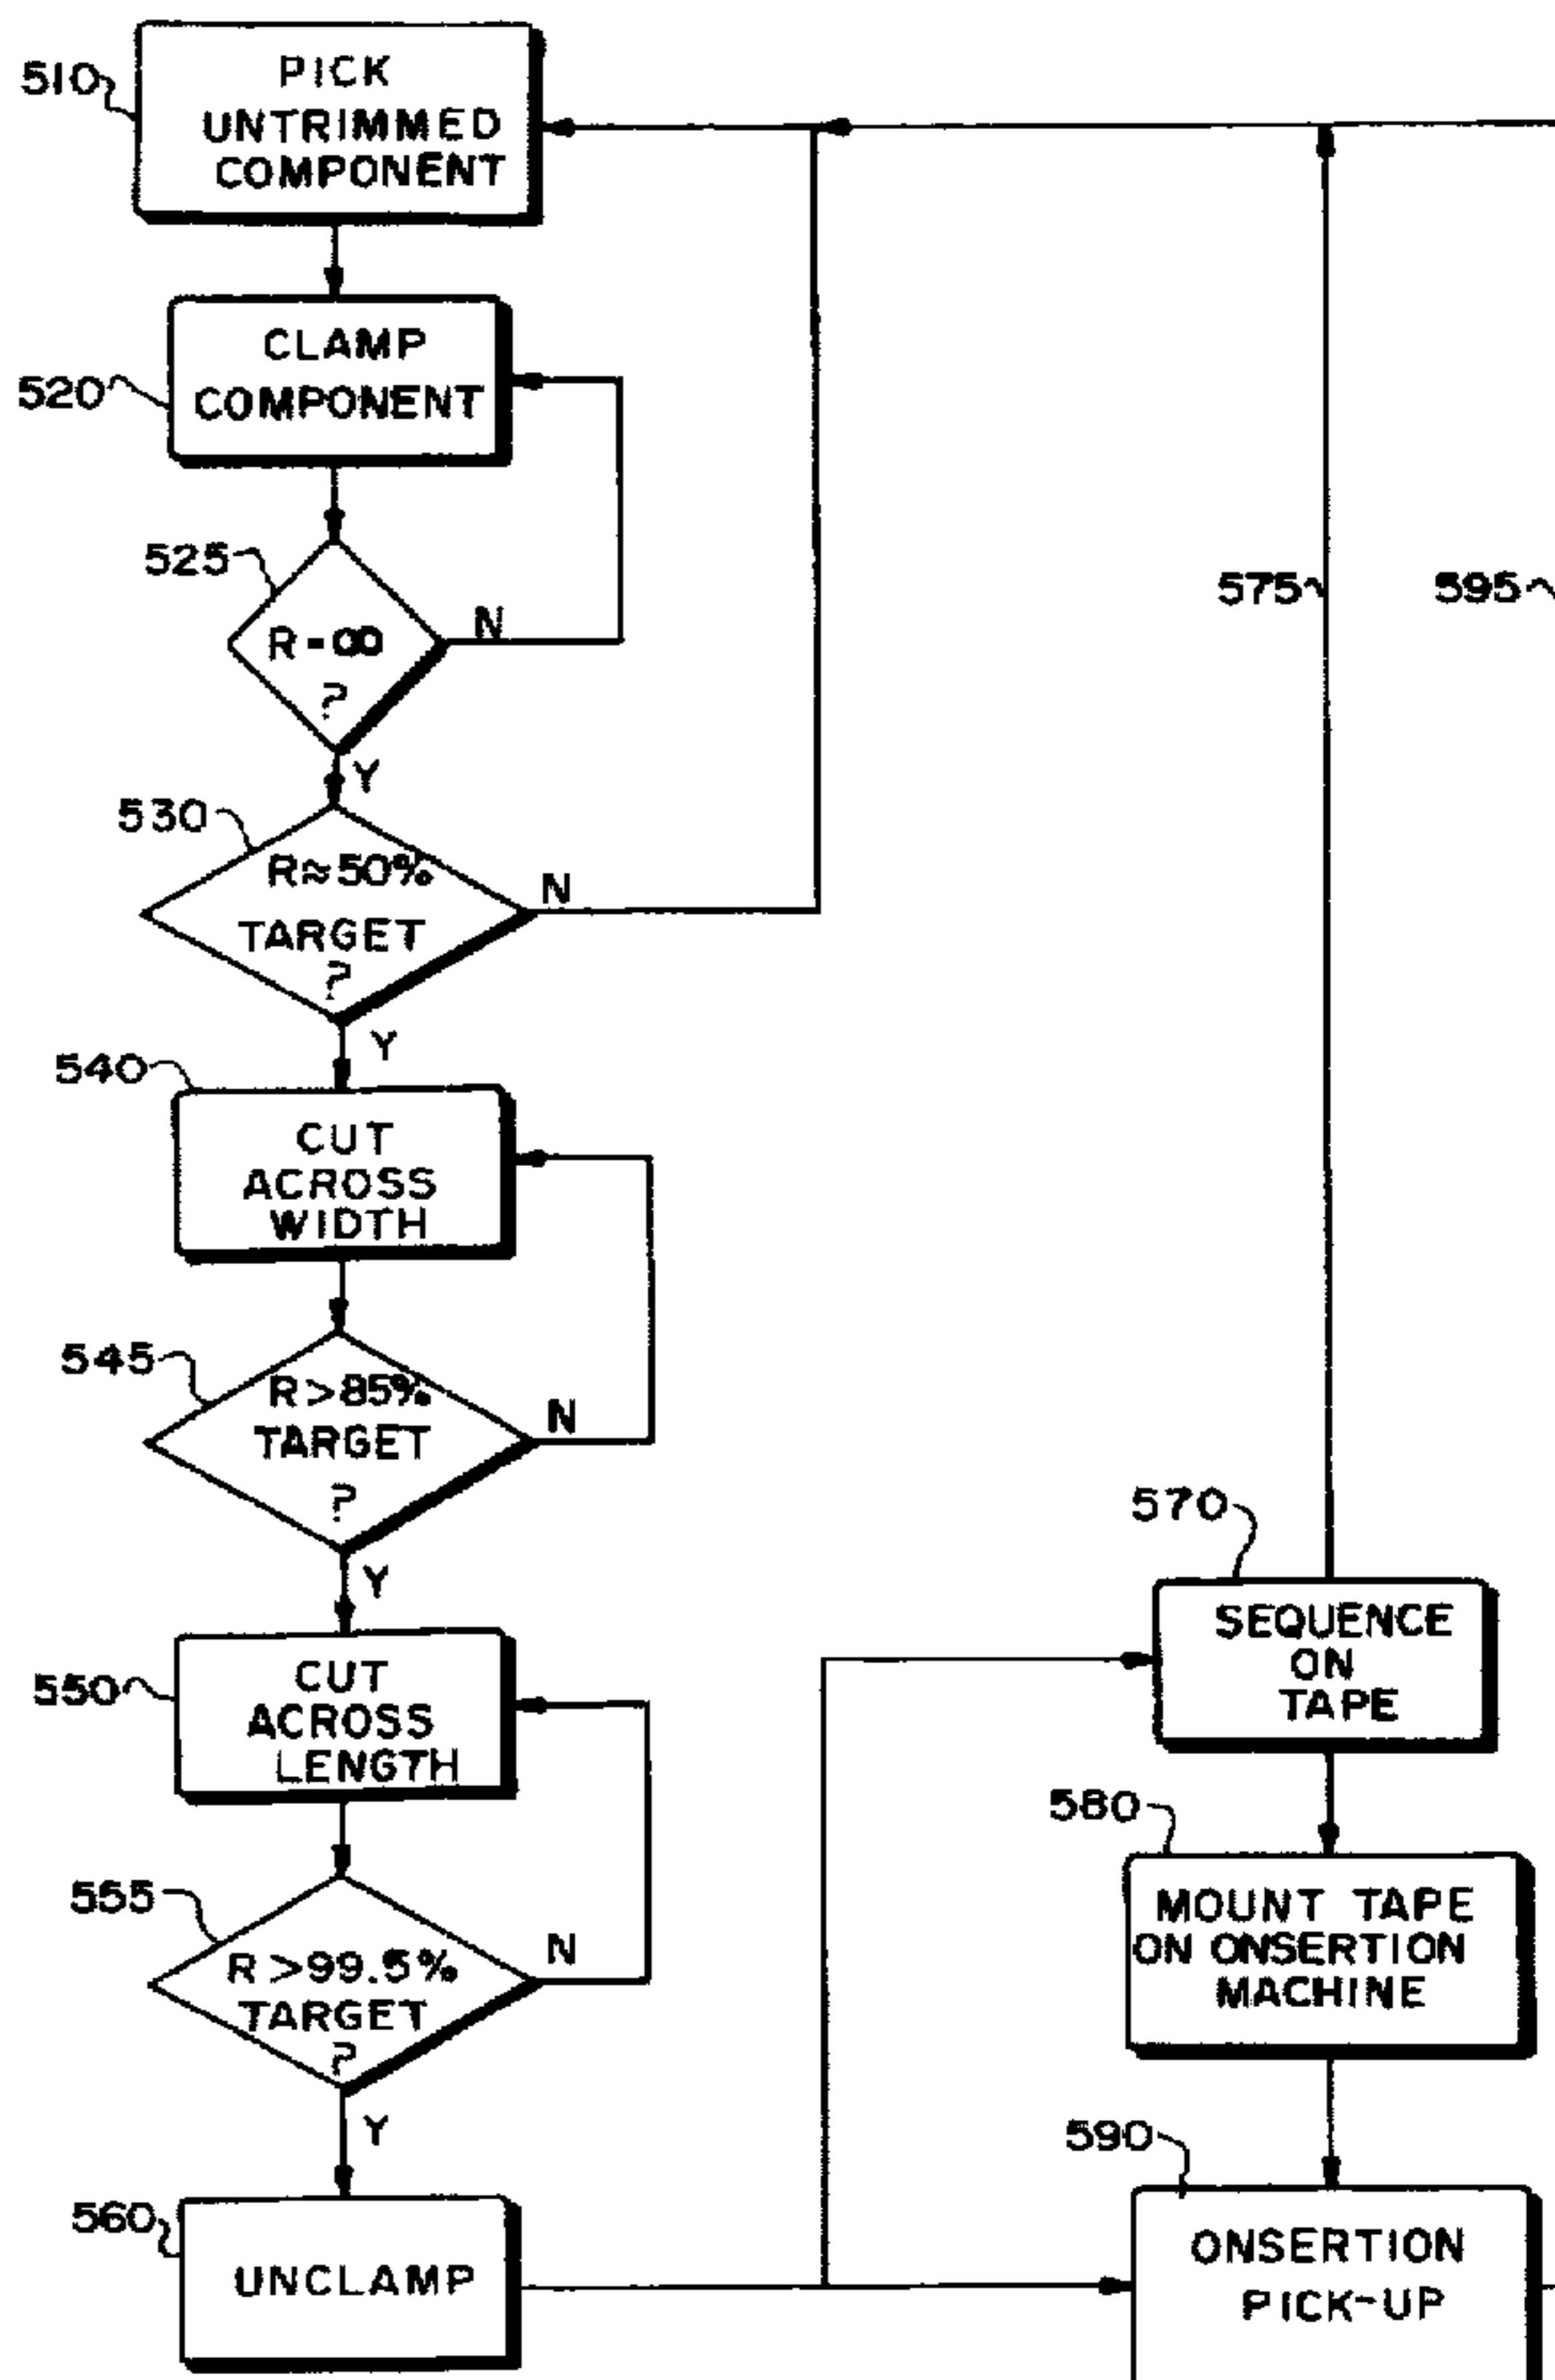 510
PICK
UNTRIMMED
COMPONENT
520
CLAMP
COMPONENT
525
R=∞
?
N
Y
530
R≈50%
TARGET
?
N
Y
540
CUT
ACROSS
WIDTH
545
R>85%
TARGET
?
N
Y
550
CUT
ACROSS
LENGTH
555
R>99.5%
TARGET
?
N
Y
560
UNCLAMP
575
595
570
SEQUENCE
ON
TAPE
580
MOUNT TAPE
ON ONSERTION
MACHINE
590
ONSERTION
PICK-UP